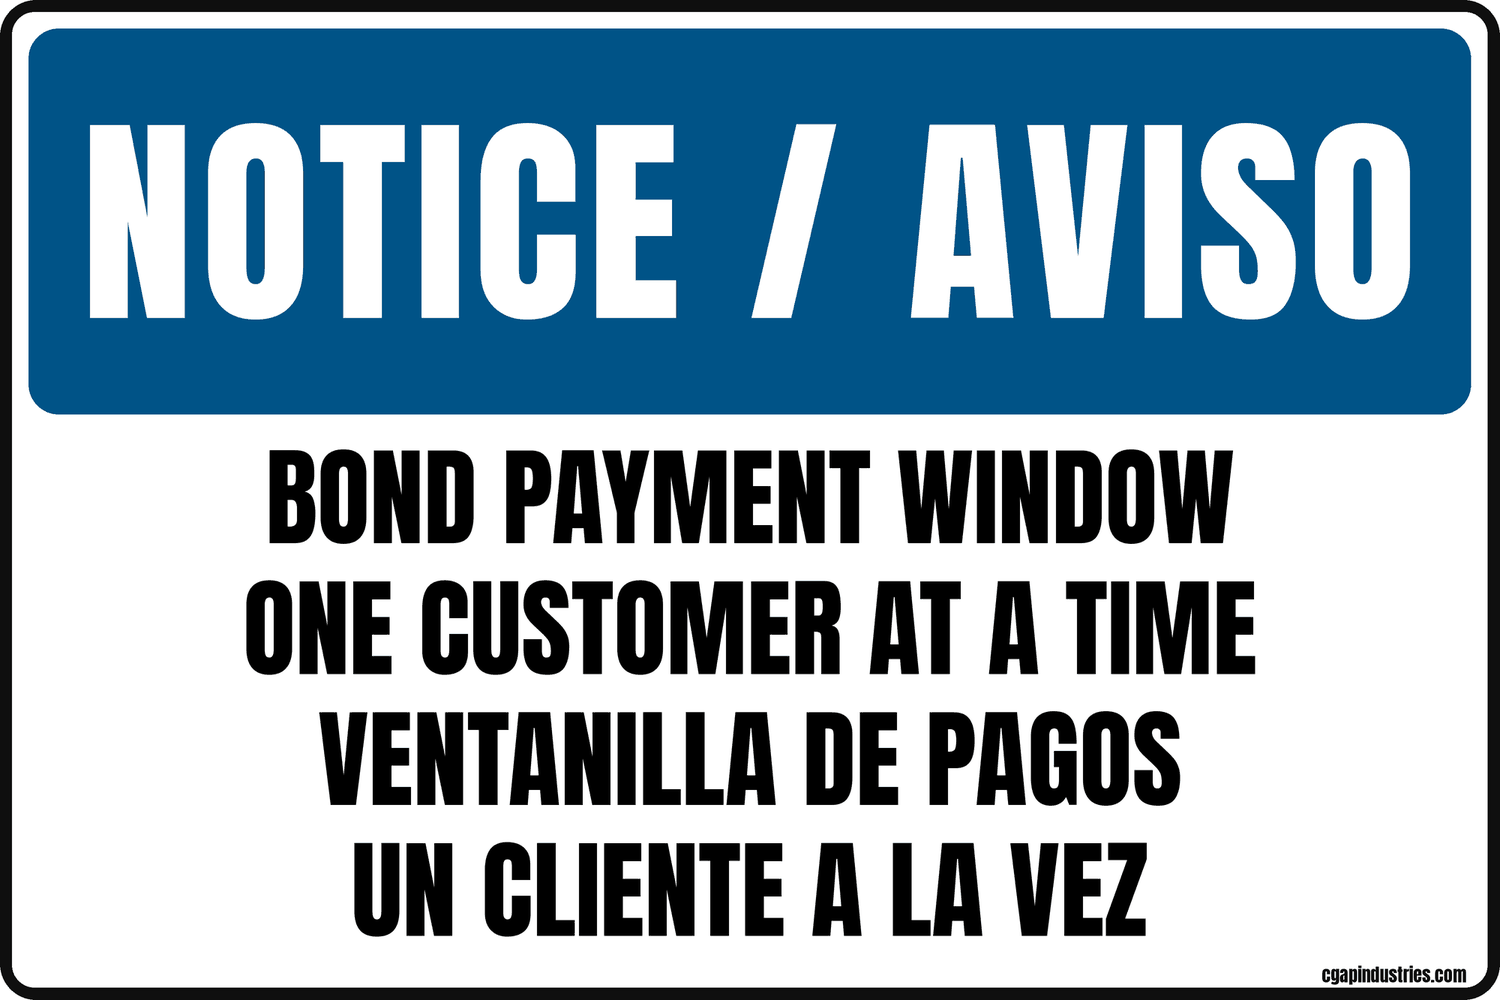 NOTICE / AVISO
BOND PAYMENT WINDOW
ONE CUSTOMER AT A TIME
VENTANILLA DE PAGOS
UN CLIENTE A LA VEZ
cgapindustries.com